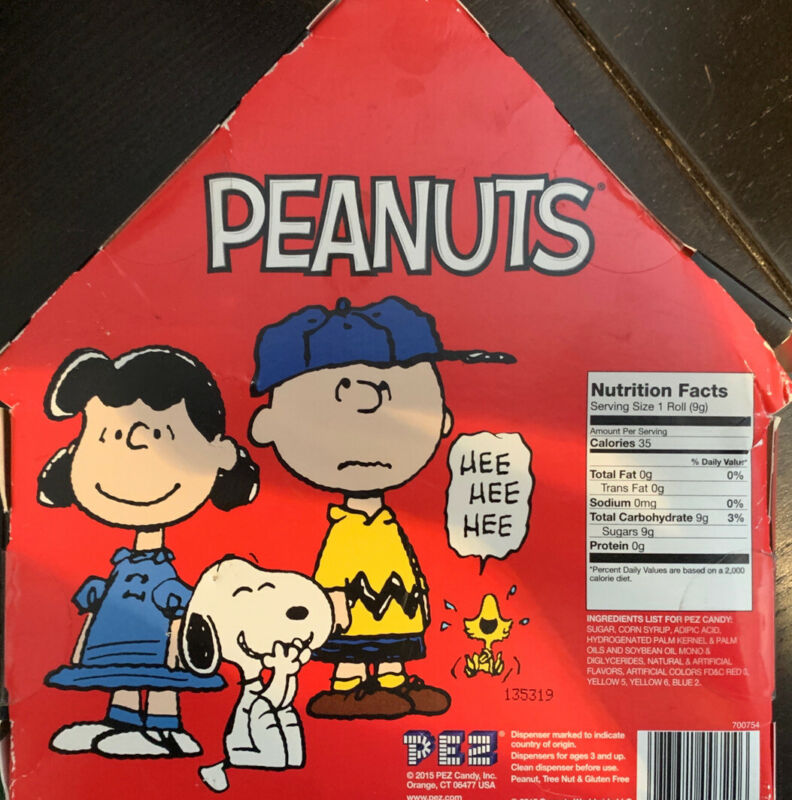 PEANUTS®
HEE
HEE
HEE
Nutrition Facts
Serving Size 1 Roll (9g)
Amount Per Serving
Calories 35
% Daily Value*
Total Fat 0g 0%
Trans Fat 0g
Sodium 0mg 0%
Total Carbohydrate 9g 3%
Sugars 9g
Protein 0g
*Percent Daily Values are based on a 2,000
calorie diet.
INGREDIENTS LIST FOR PEZ CANDY:
SUGAR, CORN SYRUP, ADIPIC ACID,
HYDROGENATED PALM KERNEL & PALM
OILS AND SOYBEAN OIL MONO &
DIGLYCERIDES, NATURAL & ARTIFICIAL
FLAVORS, ARTIFICIAL COLORS FD&C RED 3,
YELLOW 5, YELLOW 6, BLUE 2.
135319
700754
PEZ®
© 2015 PEZ Candy, Inc.
Orange, CT 06477 USA
www.pez.com
Dispenser marked to indicate
country of origin.
Dispensers for ages 3 and up.
Clean dispenser before use.
Peanut, Tree Nut & Gluten Free